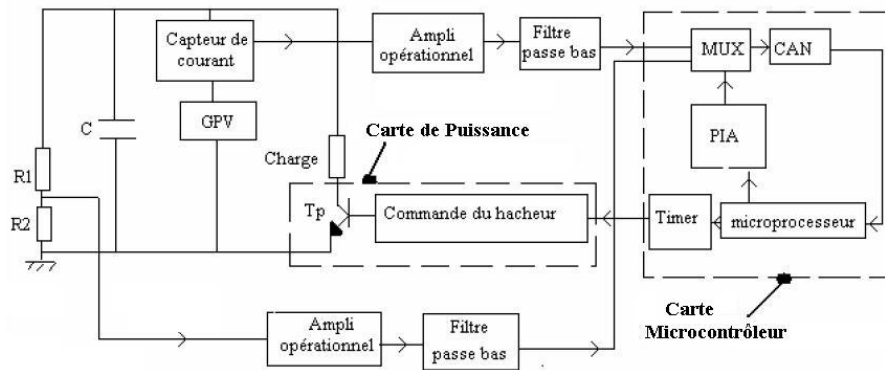 Capteur de
courant
Ampli
opérationnel
Filtre
passe bas
MUX
CAN
GPV
C
Carte de Puissance
PIA
Charge
R1
R2
Tp
Commande du hacheur
Timer
microprocesseur
Ampli
opérationnel
Filtre
passe bas
Carte
Microcontrôleur